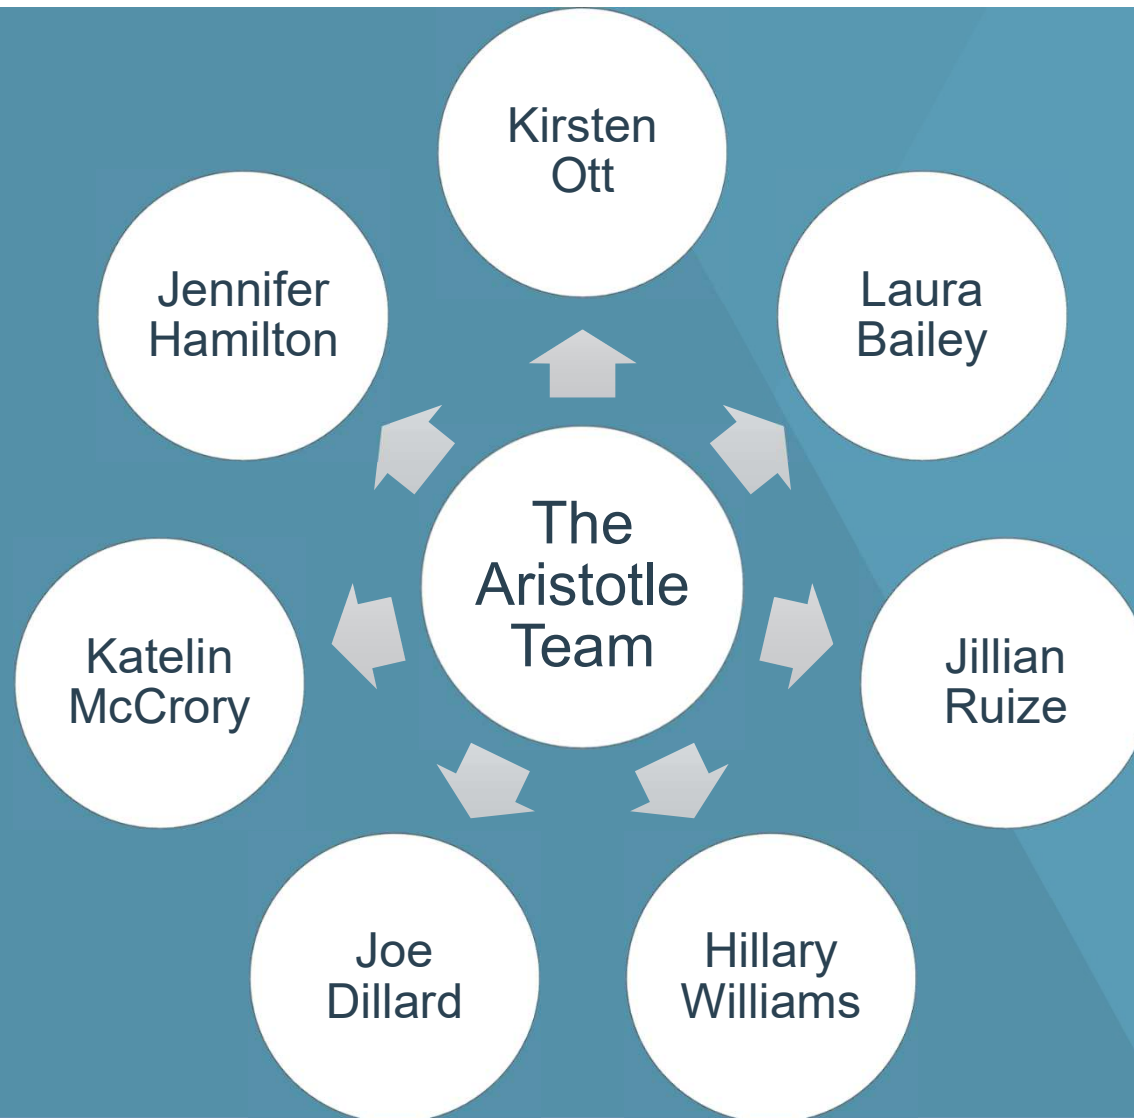 Kirsten
Ott
Jennifer
Hamilton
Laura
Bailey
The
Aristotle
Team
Katelin
McCrory
Jillian
Ruize
Joe
Dillard
Hillary
Williams